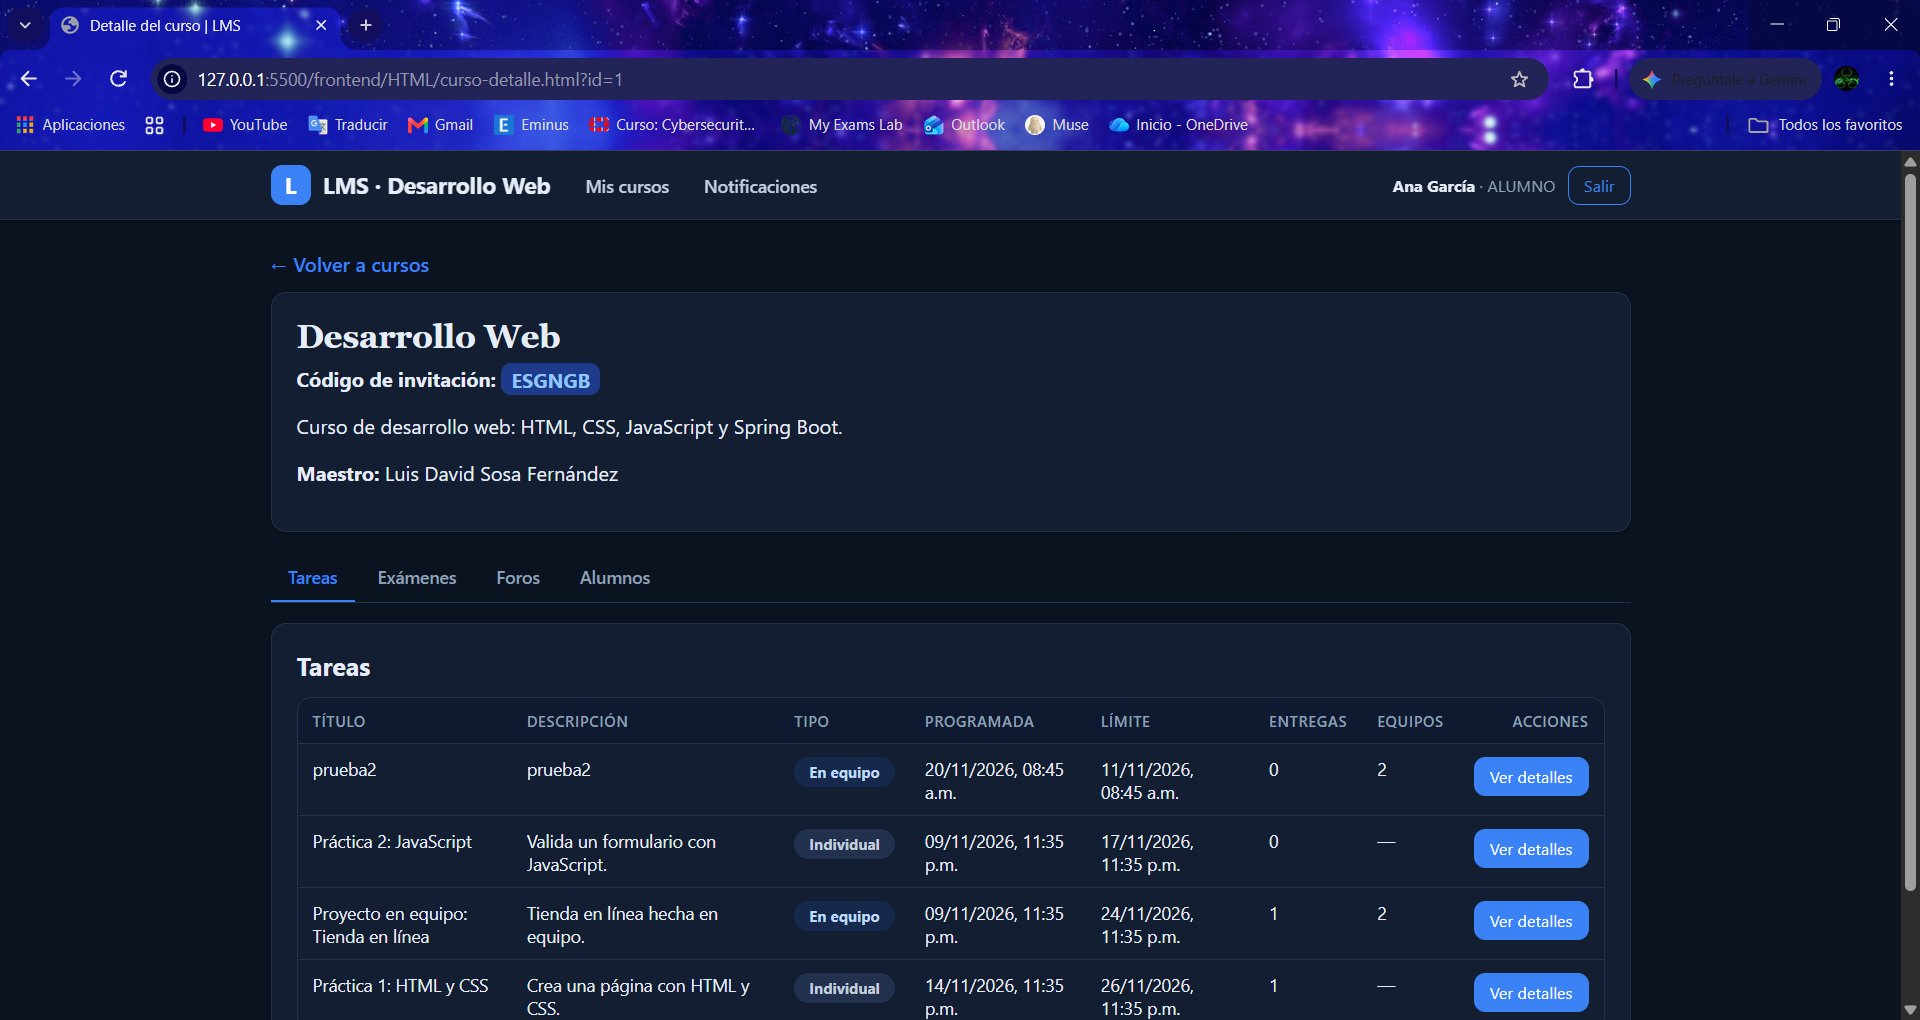 Detalle del curso | LMS
127.0.0.1:5500/frontend/HTML/curso-detalle.html?id=1
Pregúntale a Gemini
Aplicaciones
YouTube
Traducir
Gmail
E Eminus
Curso: Cybersecurit...
My Exams Lab
Outlook
Muse
Inicio - OneDrive
Todos los favoritos
L LMS · Desarrollo Web
Mis cursos
Notificaciones
Ana García · ALUMNO
Salir
← Volver a cursos
Desarrollo Web
Código de invitación: ESGNGB
Curso de desarrollo web: HTML, CSS, JavaScript y Spring Boot.
Maestro: Luis David Sosa Fernández
Tareas Exámenes Foros Alumnos
Tareas
TÍTULO DESCRIPCIÓN TIPO PROGRAMADA LÍMITE ENTREGAS EQUIPOS ACCIONES
prueba2 prueba2 En equipo 20/11/2026, 08:45 11/11/2026, 0 2 Ver detalles
a.m. 08:45 a.m.
Práctica 2: JavaScript Valida un formulario con Individual 09/11/2026, 11:35 17/11/2026, 0 — Ver detalles
JavaScript. p.m. 11:35 p.m.
Proyecto en equipo: Tienda en línea hecha en En equipo 09/11/2026, 11:35 24/11/2026, 1 2 Ver detalles
Tienda en línea equipo. p.m. 11:35 p.m.
Práctica 1: HTML y CSS Crea una página con HTML y Individual 14/11/2026, 11:35 26/11/2026, 1 — Ver detalles
CSS. p.m. 11:35 p.m.